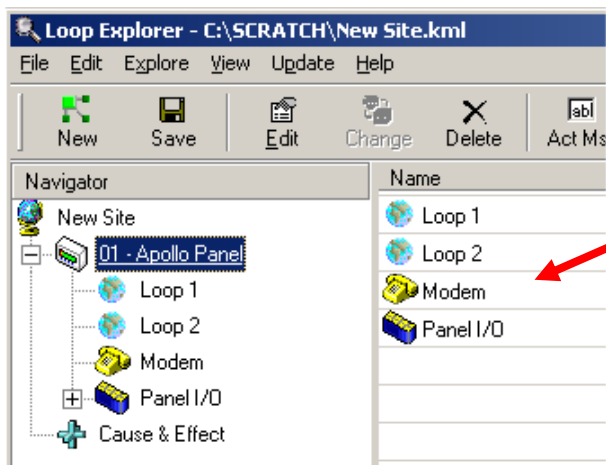 Loop Explorer - C:\SCRATCH\New Site.kml
File Edit Explore View Update Help
New Save Edit Change Delete Act Ms
Navigator
New Site
01 - Apollo Panel
Loop 1
Loop 2
Modem
Panel I/O
Cause & Effect
Name
Loop 1
Loop 2
Modem
Panel I/O